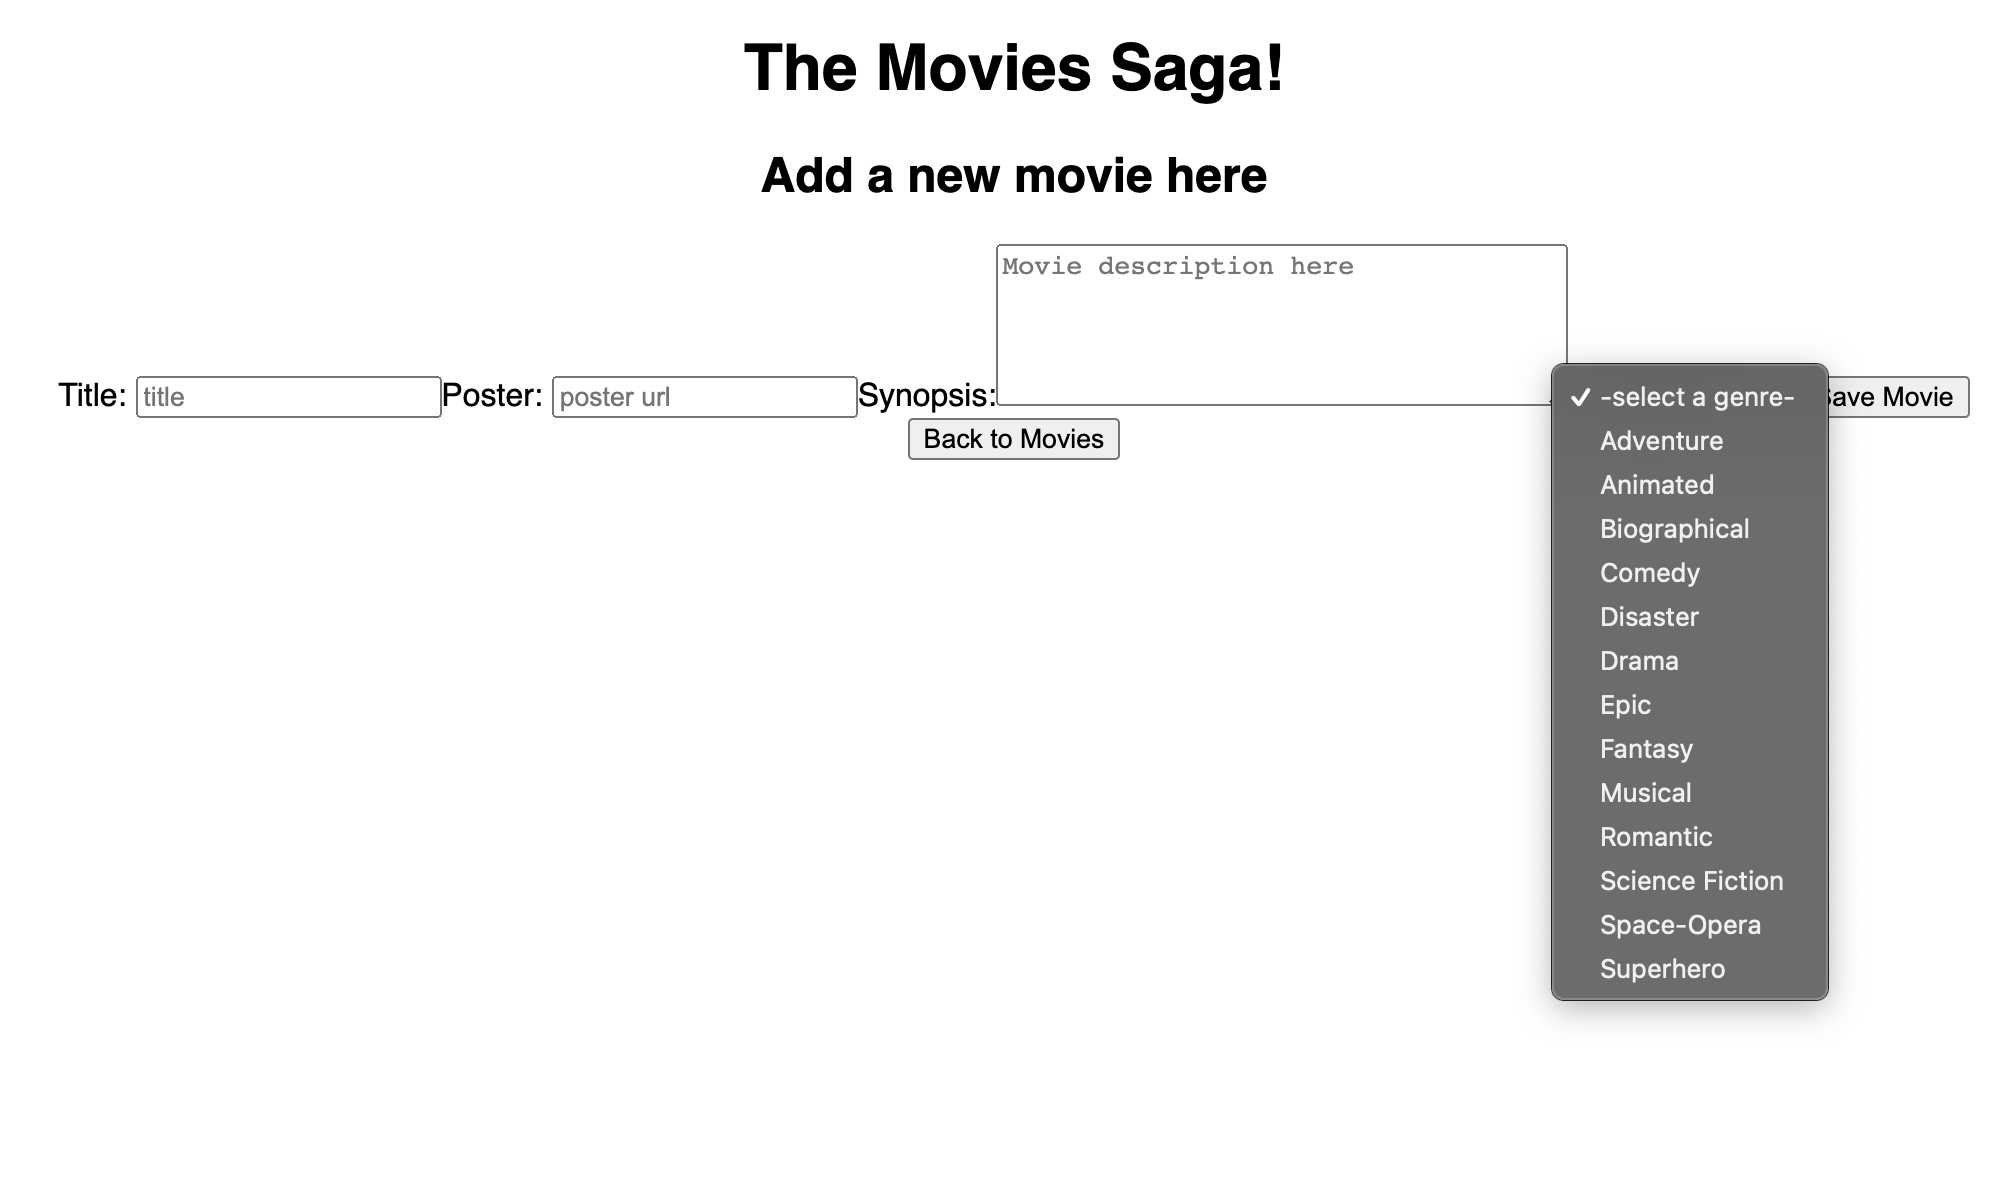 The Movies Saga!
Add a new movie here
Movie description here
Title: title Poster: poster url Synopsis: ✓ -select a genre- Save Movie
Back to Movies
Adventure
Animated
Biographical
Comedy
Disaster
Drama
Epic
Fantasy
Musical
Romantic
Science Fiction
Space-Opera
Superhero